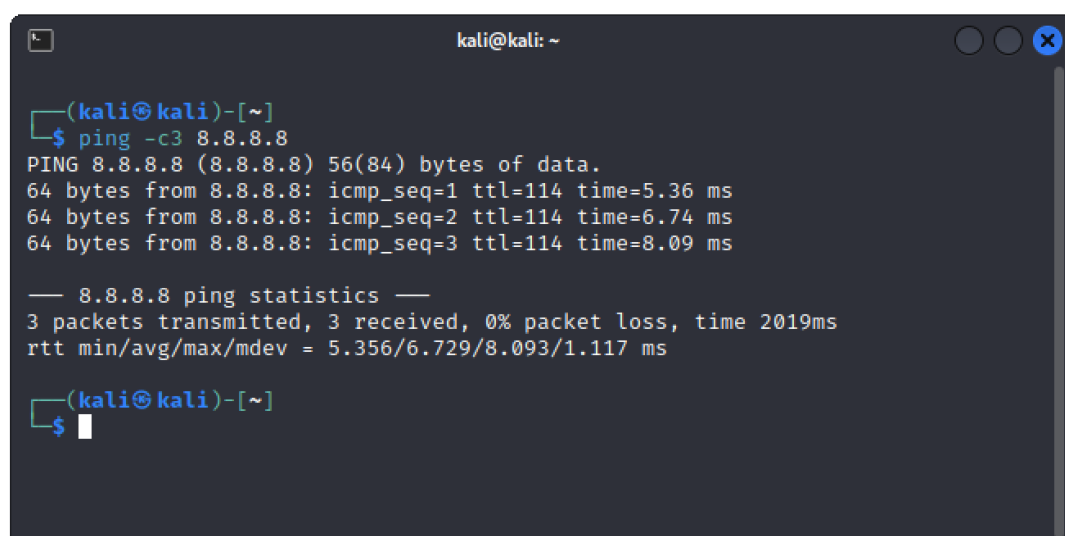 kali@kali: ~
┌──(kali㉿kali)-[~]
└─$ ping -c3 8.8.8.8
PING 8.8.8.8 (8.8.8.8) 56(84) bytes of data.
64 bytes from 8.8.8.8: icmp_seq=1 ttl=114 time=5.36 ms
64 bytes from 8.8.8.8: icmp_seq=2 ttl=114 time=6.74 ms
64 bytes from 8.8.8.8: icmp_seq=3 ttl=114 time=8.09 ms
--- 8.8.8.8 ping statistics ---
3 packets transmitted, 3 received, 0% packet loss, time 2019ms
rtt min/avg/max/mdev = 5.356/6.729/8.093/1.117 ms
┌──(kali㉿kali)-[~]
└─$